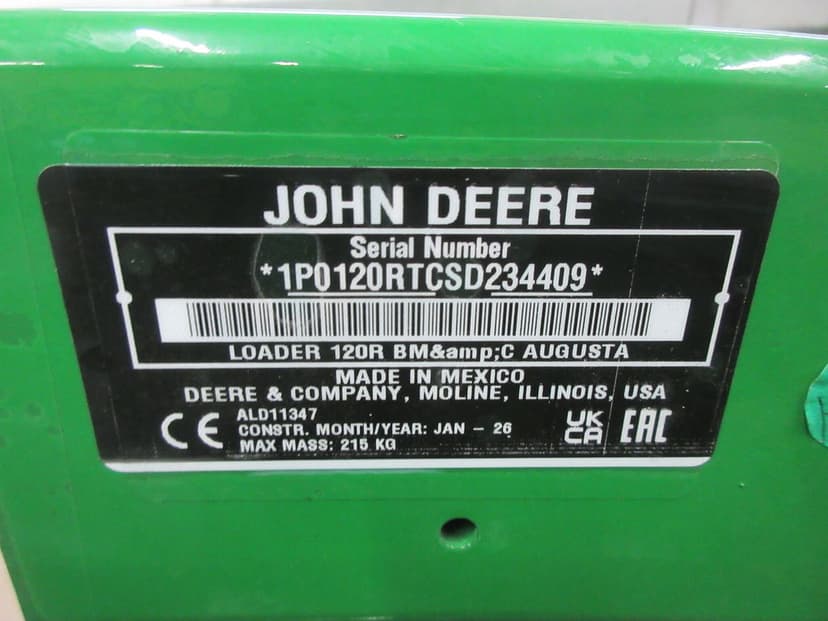 JOHN DEERE
Serial Number
*1P0120RTCSD234409*
LOADER 120R BM&amp;C AUGUSTA
MADE IN MEXICO
DEERE & COMPANY, MOLINE, ILLINOIS, USA
ALD11347
CONSTR. MONTH/YEAR: JAN - 26
MAX MASS: 215 KG
CE
UK
CA
EAC